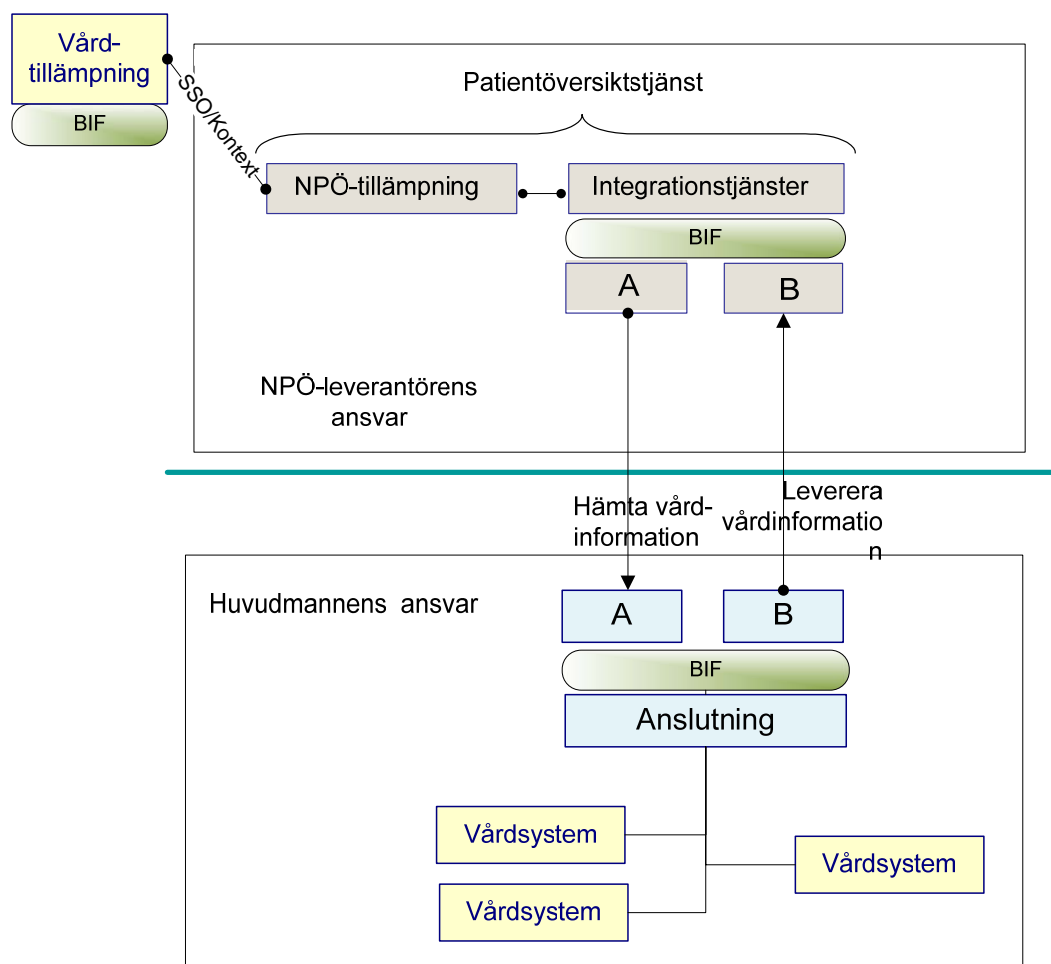 Vård-
tillämpning
BIF
SSO/Kontext
Patientöversiktstjänst
NPÖ-tillämpning
Integrationstjänster
BIF
A
B
NPÖ-leverantörens
ansvar
Hämta vård-
information
Leverera
vårdinformatio
n
Huvudmannens ansvar
A
B
BIF
Anslutning
Vårdsystem
Vårdsystem
Vårdsystem